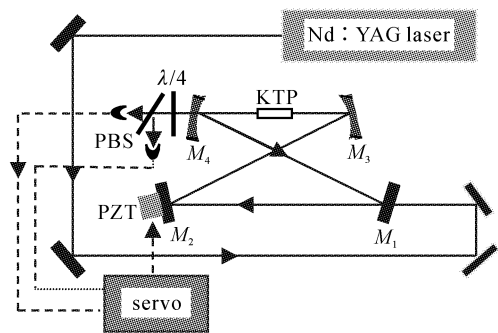 Nd：YAG laser
λ/4
KTP
PBS
M4
M3
PZT
M2
M1
servo